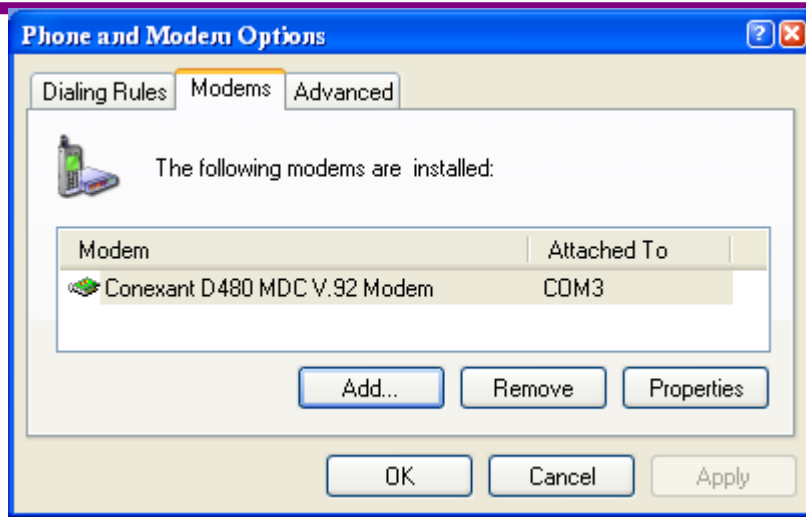 Phone and Modem Options
Dialing Rules Modems Advanced
The following modems are installed:
Modem Attached To
Conexant D480 MDC V.92 Modem COM3
Add... Remove Properties
OK Cancel Apply